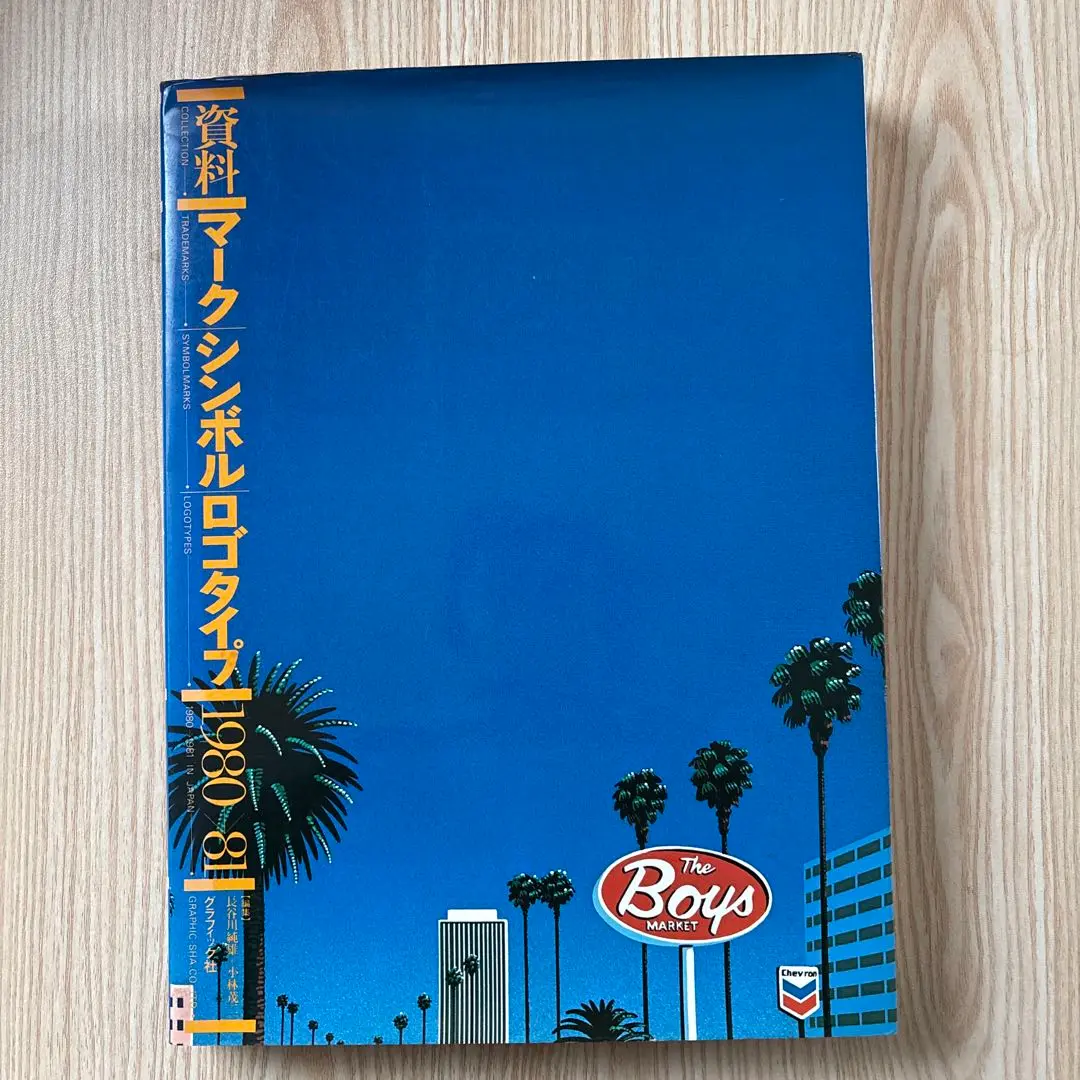 資料
マーク
シンボル
ロゴタイプ
1980-81
COLLECTION
TRADEMARKS
SYMBOLMARKS
LOGOTYPES
1980-1981 IN JAPAN
【編集】
長谷川純雄 小林茂
グラフィック社
GRAPHIC-SHA CO
The
Boys
MARKET
Chevron